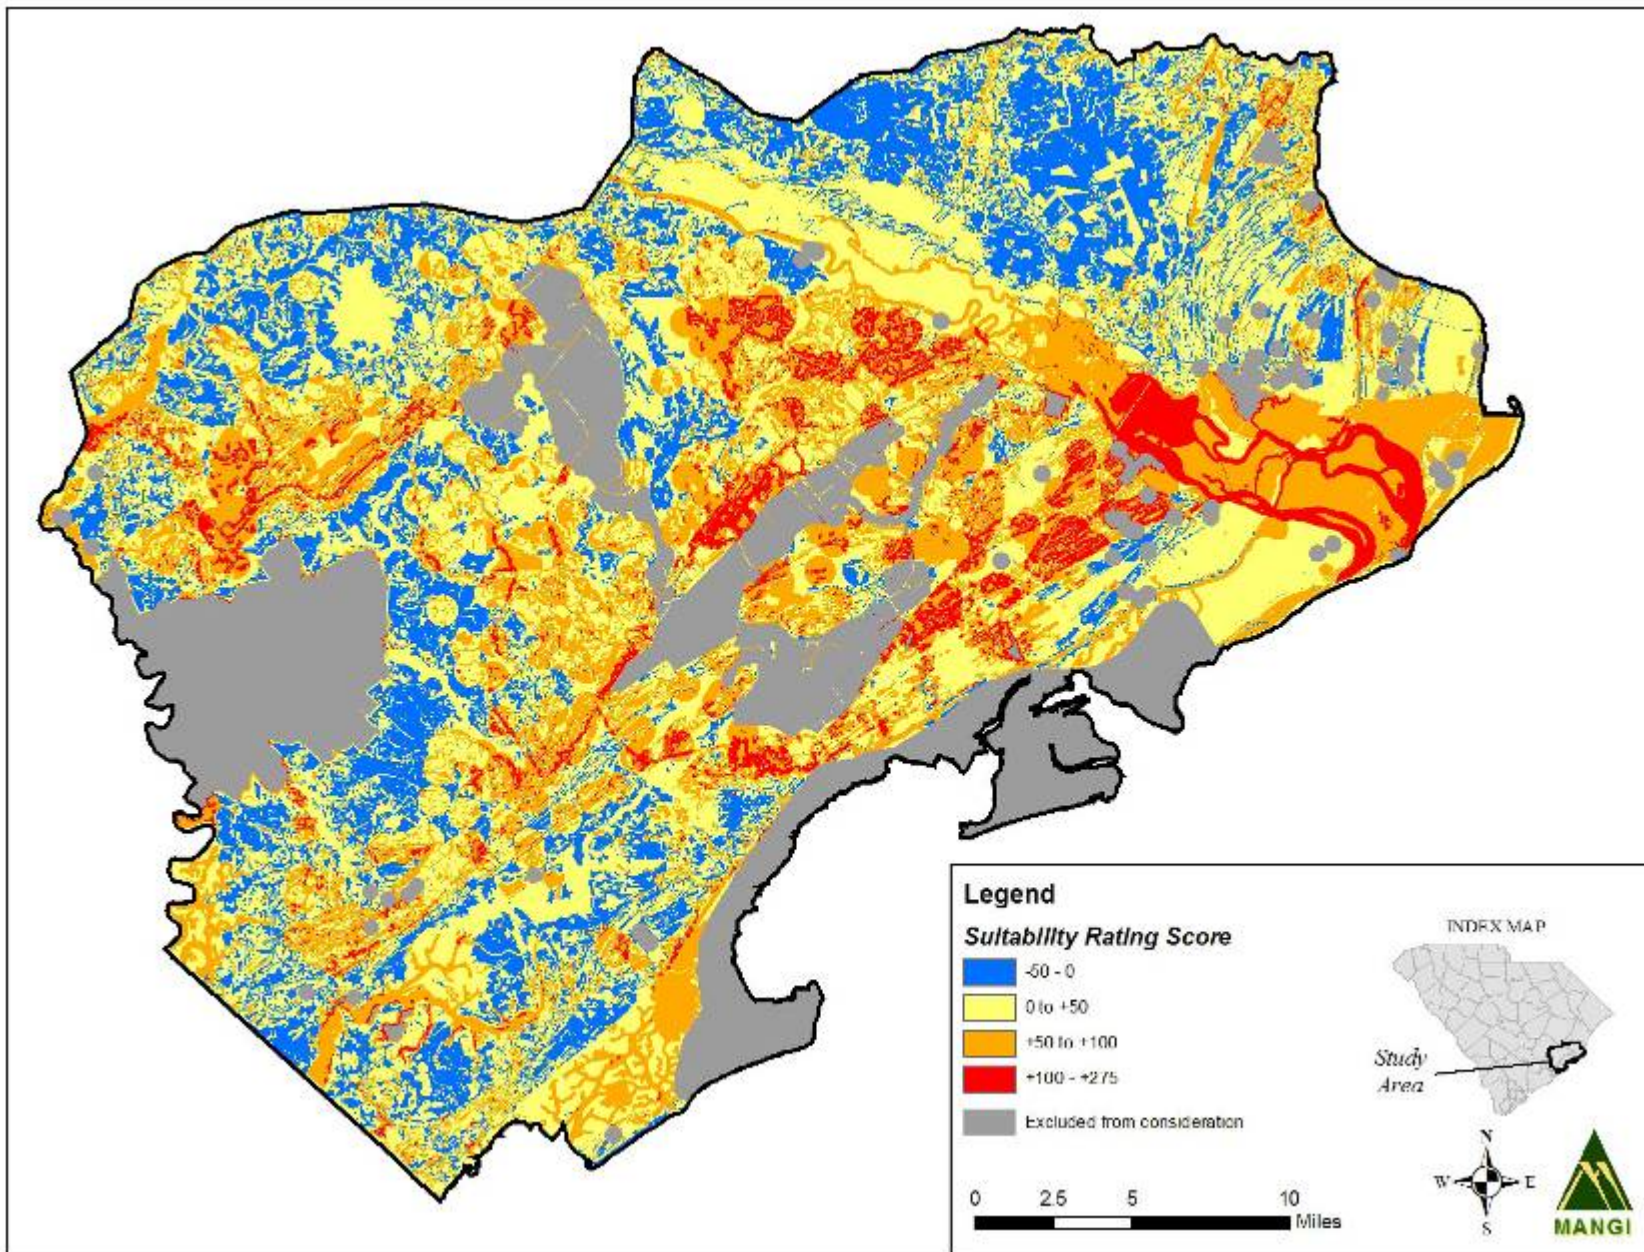 Legend
Suitability Rating Score
-50 - 0
0 to +50
+50 to +100
+100 - +275
Excluded from consideration
0 2.5 5 10
Miles
INDEX MAP
Study
Area
N
W E
S
MANGI